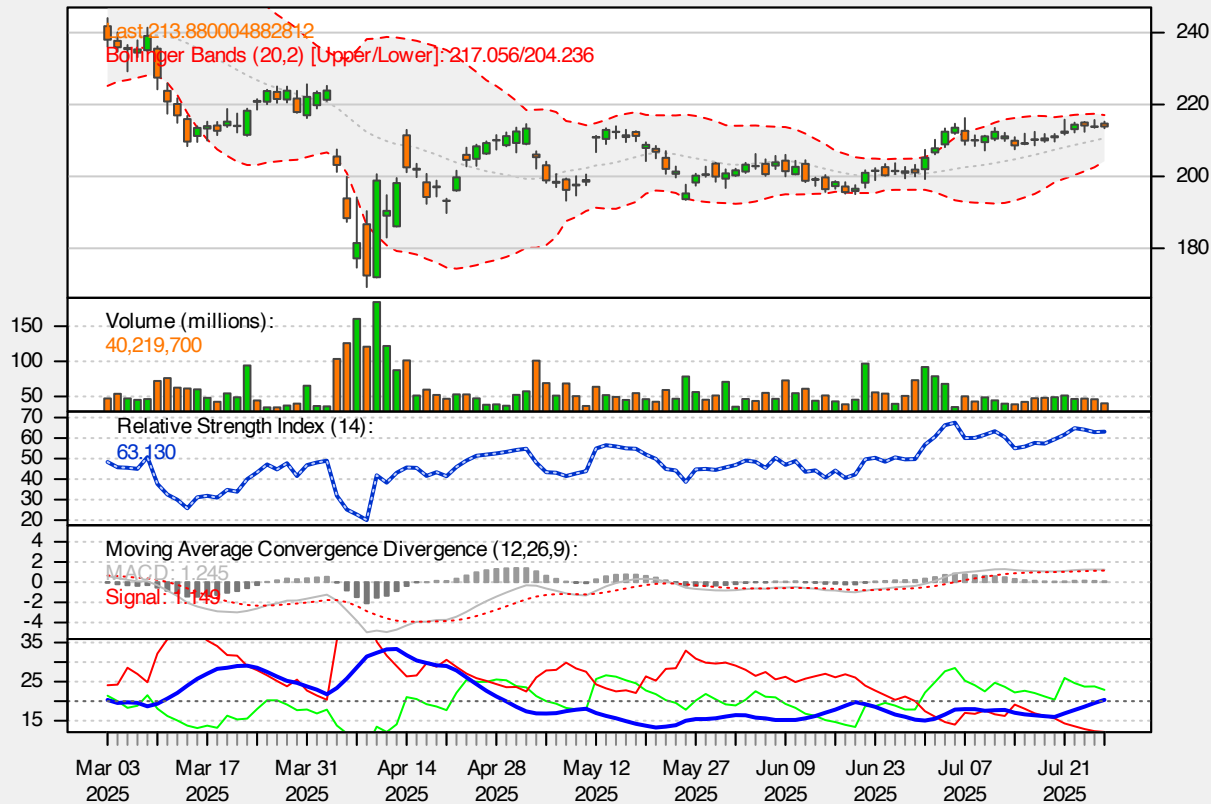 Last 213.880004882812
Bollinger Bands (20,2) [Upper/Lower]: 217.056/204.236
240
220
200
180
Volume (millions):
40,219,700
150
100
50
Relative Strength Index (14):
63.130
70
60
50
40
30
20
Moving Average Convergence Divergence (12,26,9):
MACD: 1.245
Signal: 1.149
4
2
0
-2
-4
35
25
15
Mar 03 Mar 17 Mar 31 Apr 14 Apr 28 May 12 May 27 Jun 09 Jun 23 Jul 07 Jul 21
2025 2025 2025 2025 2025 2025 2025 2025 2025 2025 2025